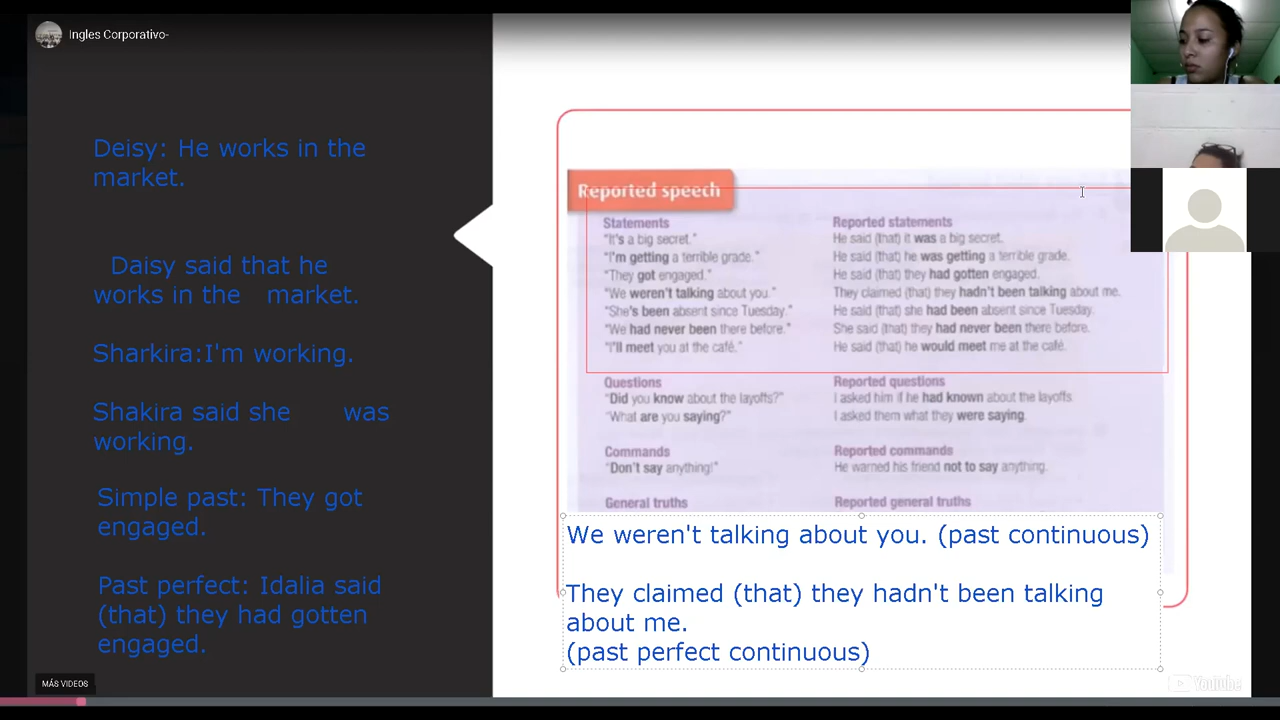 Ingles Corporativo-
Deisy: He works in the
market.
Daisy said that he
works in the market.
Sharkira:I'm working.
Shakira said she was
working.
Simple past: They got
engaged.
Past perfect: Idalia said
(that) they had gotten
engaged.
MÁS VIDEOS
Reported speech
Statements Reported statements
"It's a big secret." He said (that) it was a big secret.
"I'm getting a terrible grade." He said (that) he was getting a terrible grade.
"They got engaged." He said (that) they had gotten engaged.
"We weren't talking about you." They claimed (that) they hadn't been talking about me.
"She's been absent since Tuesday." He said (that) she had been absent since Tuesday.
"We had never been there before." She said (that) they had never been there before.
"I'll meet you at the café." He said (that) he would meet me at the café.
Questions Reported questions
"Did you know about the layoffs?" I asked him if he had known about the layoffs.
"What are you saying?" I asked them what they were saying.
Commands Reported commands
"Don't say anything!" He warned his friend not to say anything.
General truths Reported general truths
We weren't talking about you. (past continuous)
They claimed (that) they hadn't been talking
about me.
(past perfect continuous)
YouTube